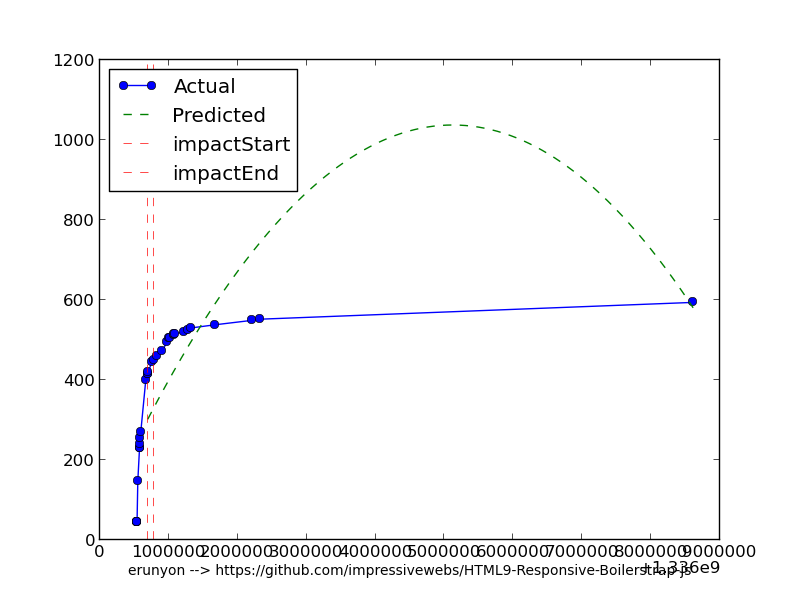 1200
1000
800
600
400
200
0
Actual
Predicted
impactStart
impactEnd
0 1000000 2000000 3000000 4000000 5000000 6000000 7000000 8000000 9000000
+1.336e9
erunyon --> https://github.com/impressivewebs/HTML9-Responsive-Boilerstrap-js